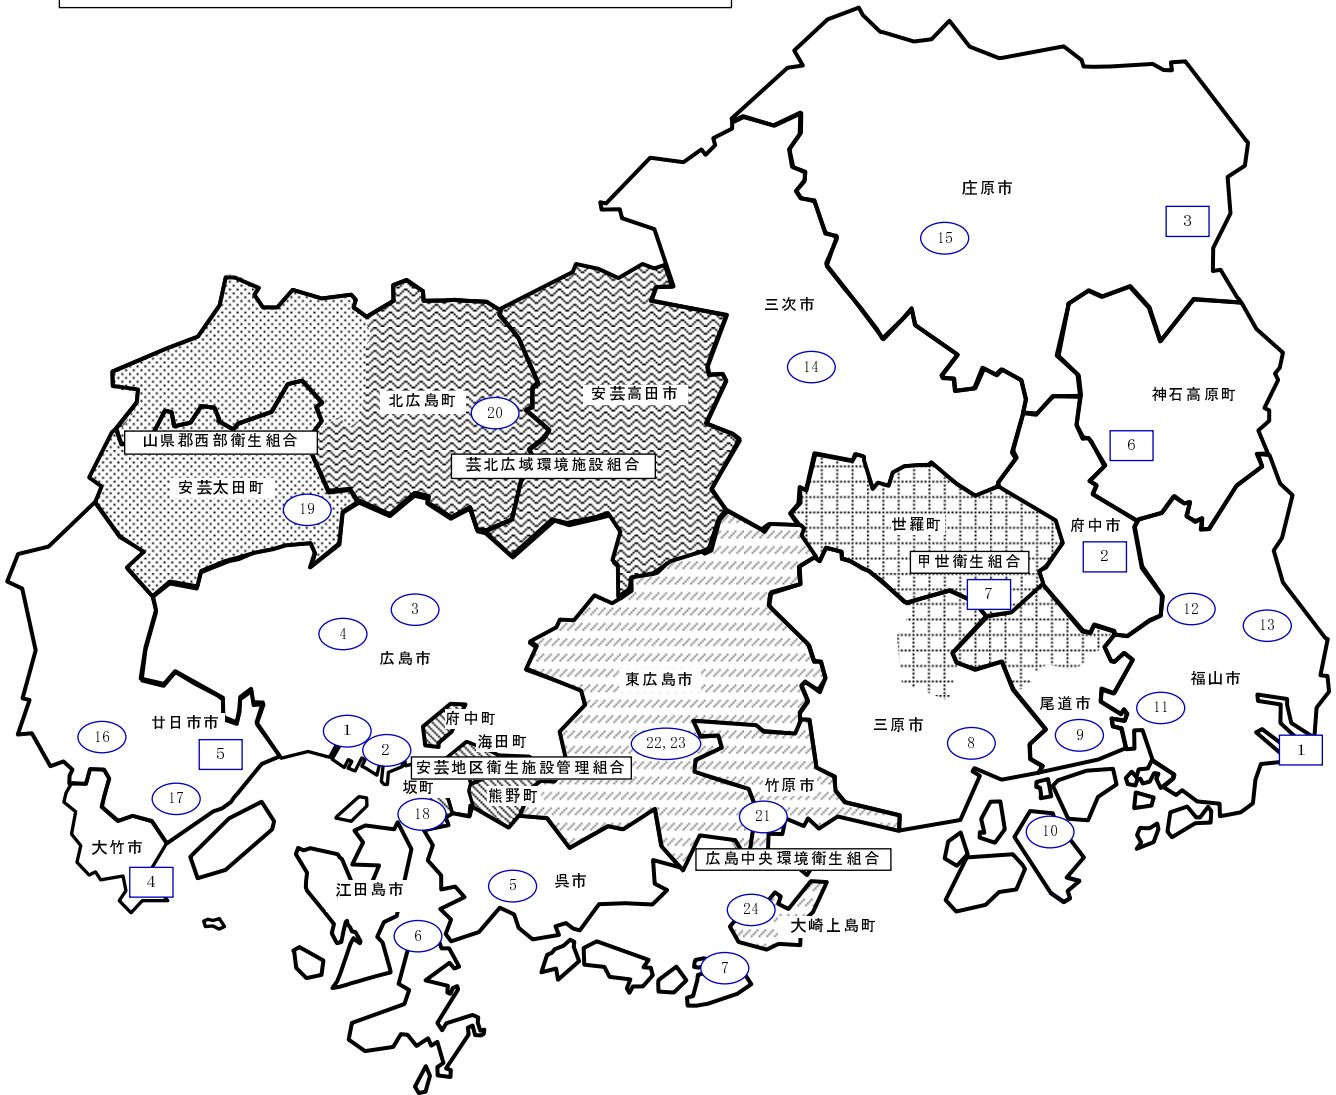 庄原市
3
15
三次市
14
神石高原町
北広島町
安芸高田市
20
山県郡西部衛生組合
6
芸北広域環境施設組合
安芸太田町
19
世羅町
府中市
甲世衛生組合
2
7
3
4
12
13
広島市
東広島市
福山市
尾道市
廿日市市
府中町
三原市
11
16
5
1
2
海田町
22,23
8
9
1
安芸地区衛生施設管理組合
坂町
熊野町
竹原市
17
18
21
10
大竹市
広島中央環境衛生組合
4
江田島市
5
呉市
24
大崎上島町
6
7